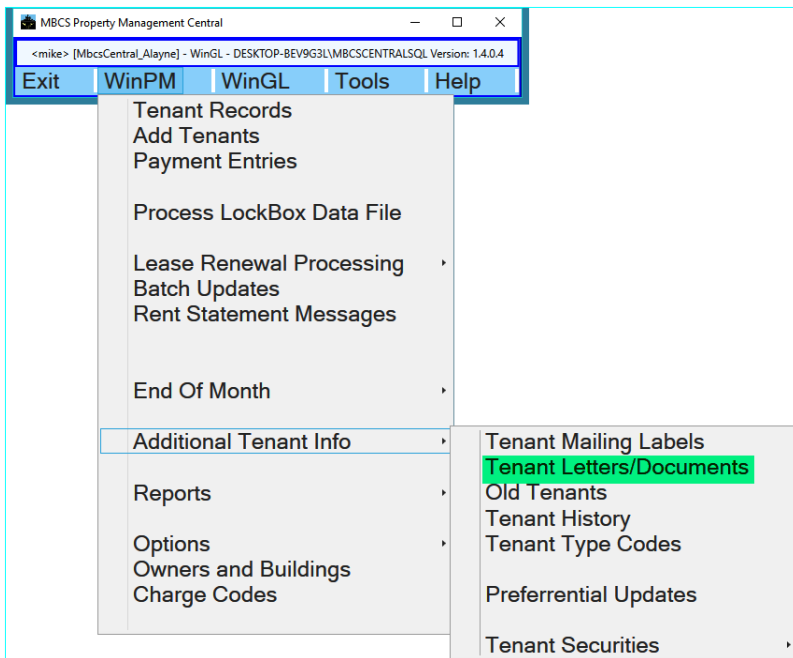 MBCS Property Management Central
<mike> [MbcsCentral_Alayne] - WinGL - DESKTOP-BEV9G3L\MBCSCENTRALSQL Version: 1.4.0.4
Exit WinPM WinGL Tools Help
Tenant Records
Add Tenants
Payment Entries
Process LockBox Data File
Lease Renewal Processing
Batch Updates
Rent Statement Messages
End Of Month
Additional Tenant Info
Reports
Options
Owners and Buildings
Charge Codes
Tenant Mailing Labels
Tenant Letters/Documents
Old Tenants
Tenant History
Tenant Type Codes
Preferrential Updates
Tenant Securities